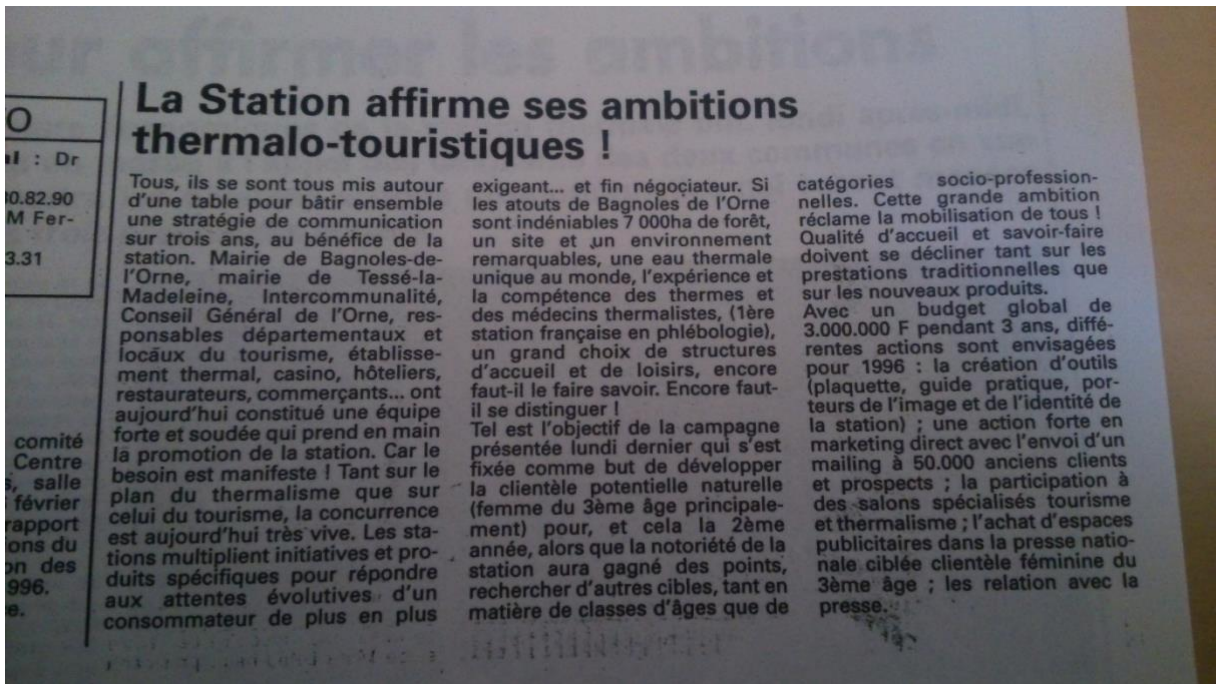 O
al : Dr
0.82.90
M Fer-
3.31
comité
Centre
s, salle
février
rapport
ons du
on des
996.
e.
La Station affirme ses ambitions
thermalo-touristiques !
Tous, ils se sont tous mis autour
d'une table pour bâtir ensemble
une stratégie de communication
sur trois ans, au bénéfice de la
station. Mairie de Bagnoles-de-
l'Orne, mairie de Tessé-la-
Madeleine, Intercommunalité,
Conseil Général de l'Orne, res-
ponsables départementaux et
locaux du tourisme, établisse-
ment thermal, casino, hôteliers,
restaurateurs, commerçants... ont
aujourd'hui constitué une équipe
forte et soudée qui prend en main
la promotion de la station. Car le
besoin est manifeste ! Tant sur le
plan du thermalisme que sur
celui du tourisme, la concurrence
est aujourd'hui très vive. Les sta-
tions multiplient initiatives et pro-
duits spécifiques pour répondre
aux attentes évolutives d'un
consommateur de plus en plus
exigeant... et fin négociateur. Si
les atouts de Bagnoles de l'Orne
sont indéniables 7 000ha de forêt,
un site et un environnement
remarquables, une eau thermale
unique au monde, l'expérience et
la compétence des thermes et
des médecins thermalistes, (1ère
station française en phlébologie),
un grand choix de structures
d'accueil et de loisirs, encore
faut-il le faire savoir. Encore faut-
il se distinguer !
Tel est l'objectif de la campagne
présentée lundi dernier qui s'est
fixée comme but de développer
la clientèle potentielle naturelle
(femme du 3ème âge principale-
ment) pour, et cela la 2ème
année, alors que la notoriété de la
station aura gagné des points,
rechercher d'autres cibles, tant en
matière de classes d'âges que de
catégories socio-profession-
nelles. Cette grande ambition
réclame la mobilisation de tous !
Qualité d'accueil et savoir-faire
doivent se décliner tant sur les
prestations traditionnelles que
sur les nouveaux produits.
Avec un budget global de
3.000.000 F pendant 3 ans, diffé-
rentes actions sont envisagées
pour 1996 : la création d'outils
(plaquette, guide pratique, por-
teurs de l'image et de l'identité de
la station) ; une action forte en
marketing direct avec l'envoi d'un
mailing à 50.000 anciens clients
et prospects ; la participation à
des salons spécialisés tourisme
et thermalisme ; l'achat d'espaces
publicitaires dans la presse natio-
nale ciblée clientèle féminine du
3ème âge ; les relation avec la
presse.